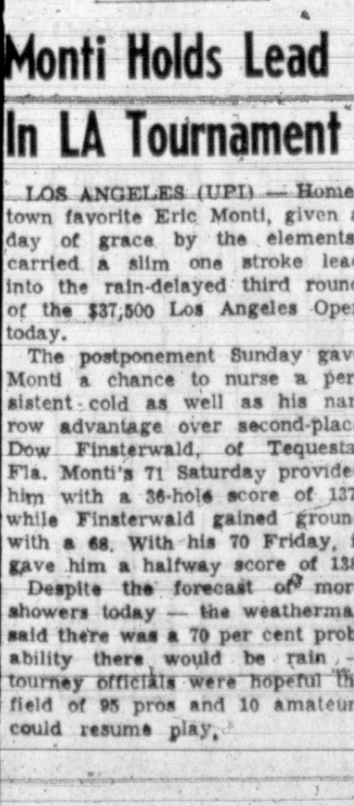 Monti Holds Lead
In LA Tournament
LOS ANGELES (UPI) — Home
town favorite Eric Monti, given
day of grace by the elements
carried a slim one stroke lea
into the rain-delayed third roun
of the $37,500 Los Angeles Ope
today.
The postponement Sunday gav
Monti a chance to nurse a per
sistent cold as well as his nar
row advantage over second-plac
Dow Finsterwald, of Tequesta
Fla. Monti's 71 Saturday provide
him with a 36-hole score of 137
while Finsterwald gained groun
with a 68. With his 70 Friday,
gave him a halfway score of 138
Despite the forecast of mor
showers today — the weatherma
said there was a 70 per cent prob
ability there would be rain —
tourney officials were hopeful th
field of 95 pros and 10 amateur
could resume play.